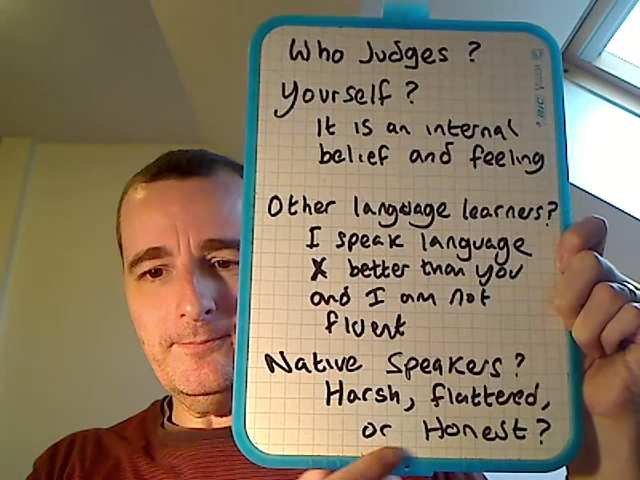 Who Judges?
Yourself?
It is an internal
belief and feeling
Other language learners?
I speak language
X better than you
and I am not
fluent
Native Speakers?
Harsh, flattered,
or Honest?